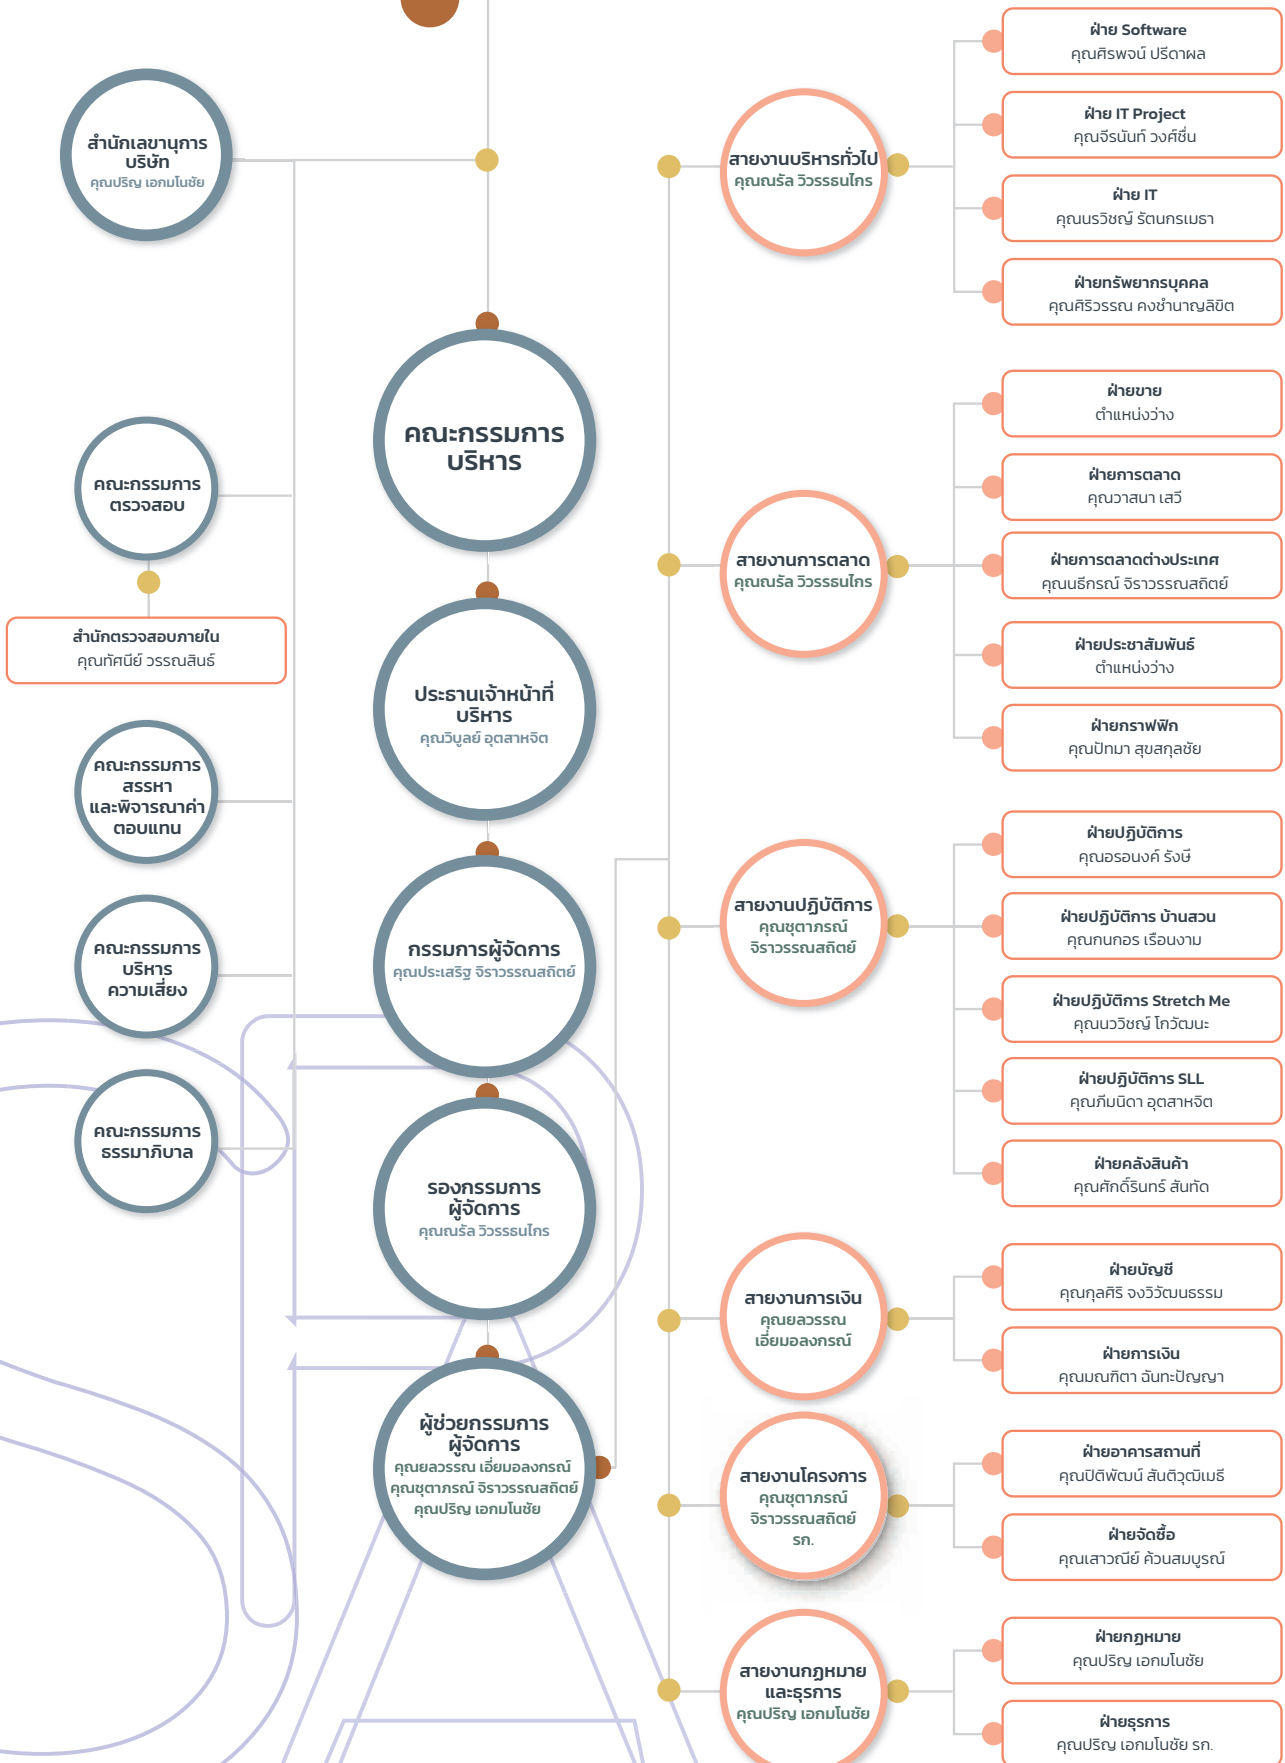 สำนักเลขานุการ
บริษัท
คุณปริญ เอกมโนชัย
คณะกรรมการ
ตรวจสอบ
สำนักตรวจสอบภายใน
คุณทัศนีย์ วรรณสินธ์
คณะกรรมการ
สรรหา
และพิจารณาค่า
ตอบแทน
คณะกรรมการ
บริหาร
ความเสี่ยง
คณะกรรมการ
ธรรมาภิบาล
คณะกรรมการ
บริหาร
ประธานเจ้าหน้าที่
บริหาร
คุณวิบูลย์ อุตสาหจิต
กรรมการผู้จัดการ
คุณประเสริฐ จิราวรรณสถิตย์
รองกรรมการ
ผู้จัดการ
คุณณรัล วิวรรธนไกร
ผู้ช่วยกรรมการ
ผู้จัดการ
คุณยลวรรณ เอี่ยมอลงกรณ์
คุณชุตาภรณ์ จิราวรรณสถิตย์
คุณปริญ เอกมโนชัย
สายงานบริหารทั่วไป
คุณณรัล วิวรรธนไกร
ฝ่าย Software
คุณศิรพจน์ ปรีดาผล
ฝ่าย IT Project
คุณจีรนันท์ วงศ์ชื่น
ฝ่าย IT
คุณนรวิชญ์ รัตนกรเมธา
ฝ่ายทรัพยากรบุคคล
คุณศิริวรรณ คงชำนาญลิขิต
สายงานการตลาด
คุณณรัล วิวรรธนไกร
ฝ่ายขาย
ตำแหน่งว่าง
ฝ่ายการตลาด
คุณวาสนา เสวี
ฝ่ายการตลาดต่างประเทศ
คุณนธีกรณ์ จิราวรรณสถิตย์
ฝ่ายประชาสัมพันธ์
ตำแหน่งว่าง
ฝ่ายกราฟฟิก
คุณปัทมา สุขสกุลชัย
สายงานปฏิบัติการ
คุณชุตาภรณ์
จิราวรรณสถิตย์
ฝ่ายปฏิบัติการ
คุณอรอนงค์ รังษี
ฝ่ายปฏิบัติการ บ้านสวน
คุณกนกอร เรือนงาม
ฝ่ายปฏิบัติการ Stretch Me
คุณนววิชญ์ โกวัฒนะ
ฝ่ายปฏิบัติการ SLL
คุณภีมนิดา อุตสาหจิต
ฝ่ายคลังสินค้า
คุณศักดิ์รินทร์ สันทัด
สายงานการเงิน
คุณยลวรรณ
เอี่ยมอลงกรณ์
ฝ่ายบัญชี
คุณกุลศิริ จงวิวัฒนธรรม
ฝ่ายการเงิน
คุณมณฑิตา ฉันทะปัญญา
สายงานโครงการ
คุณชุตาภรณ์
จิราวรรณสถิตย์
รก.
ฝ่ายอาคารสถานที่
คุณปิติพัฒน์ สันติวุฒิเมธี
ฝ่ายจัดซื้อ
คุณเสาวณีย์ ค้วนสมบูรณ์
สายงานกฎหมาย
และธุรการ
คุณปริญ เอกมโนชัย
ฝ่ายกฎหมาย
คุณปริญ เอกมโนชัย
ฝ่ายธุรการ
คุณปริญ เอกมโนชัย รก.